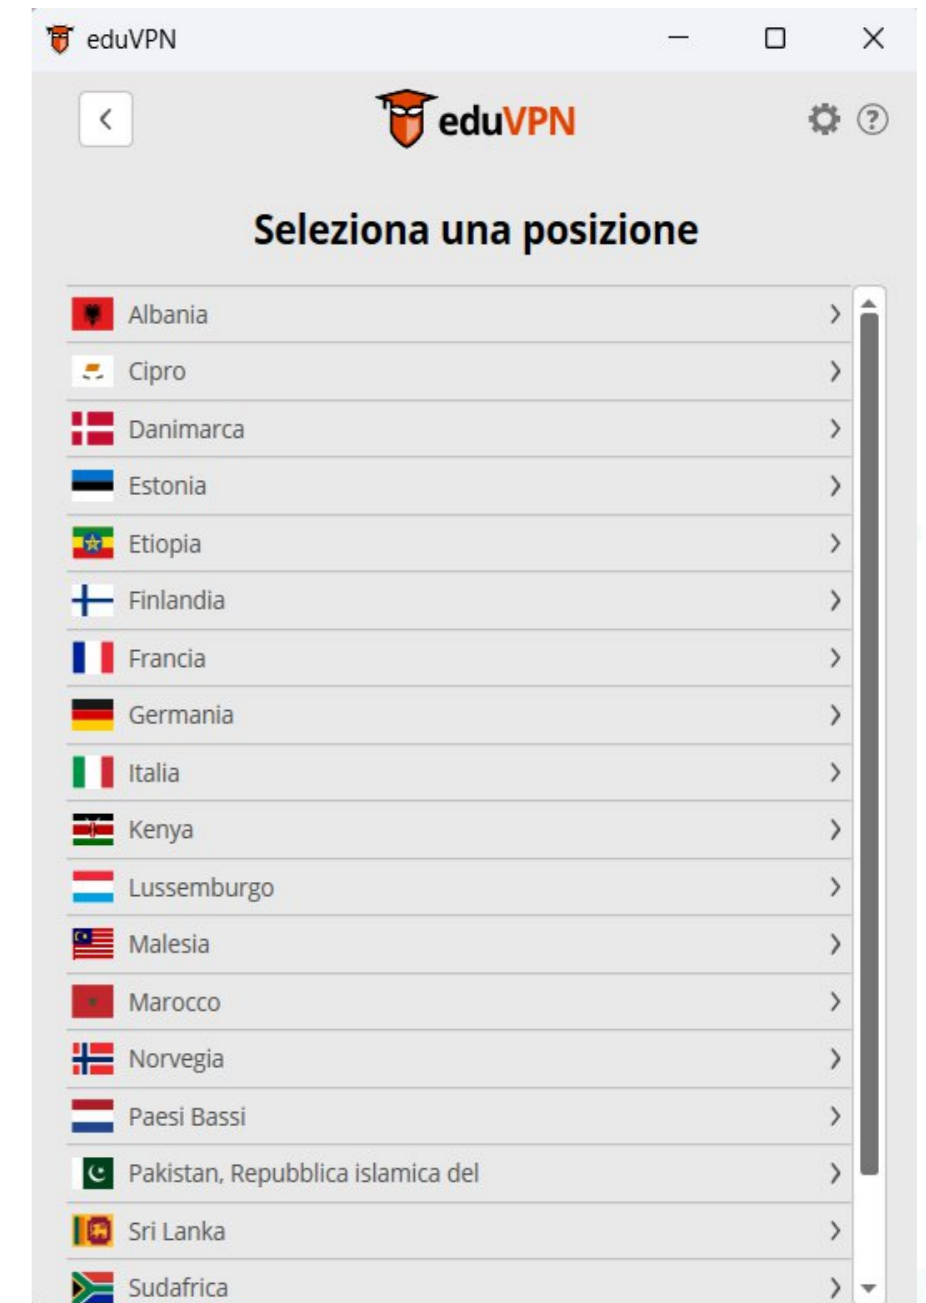 eduVPN
eduVPN
Seleziona una posizione
Albania
Cipro
Danimarca
Estonia
Etiopia
Finlandia
Francia
Germania
Italia
Kenya
Lussemburgo
Malesia
Marocco
Norvegia
Paesi Bassi
Pakistan, Repubblica islamica del
Sri Lanka
Sudafrica